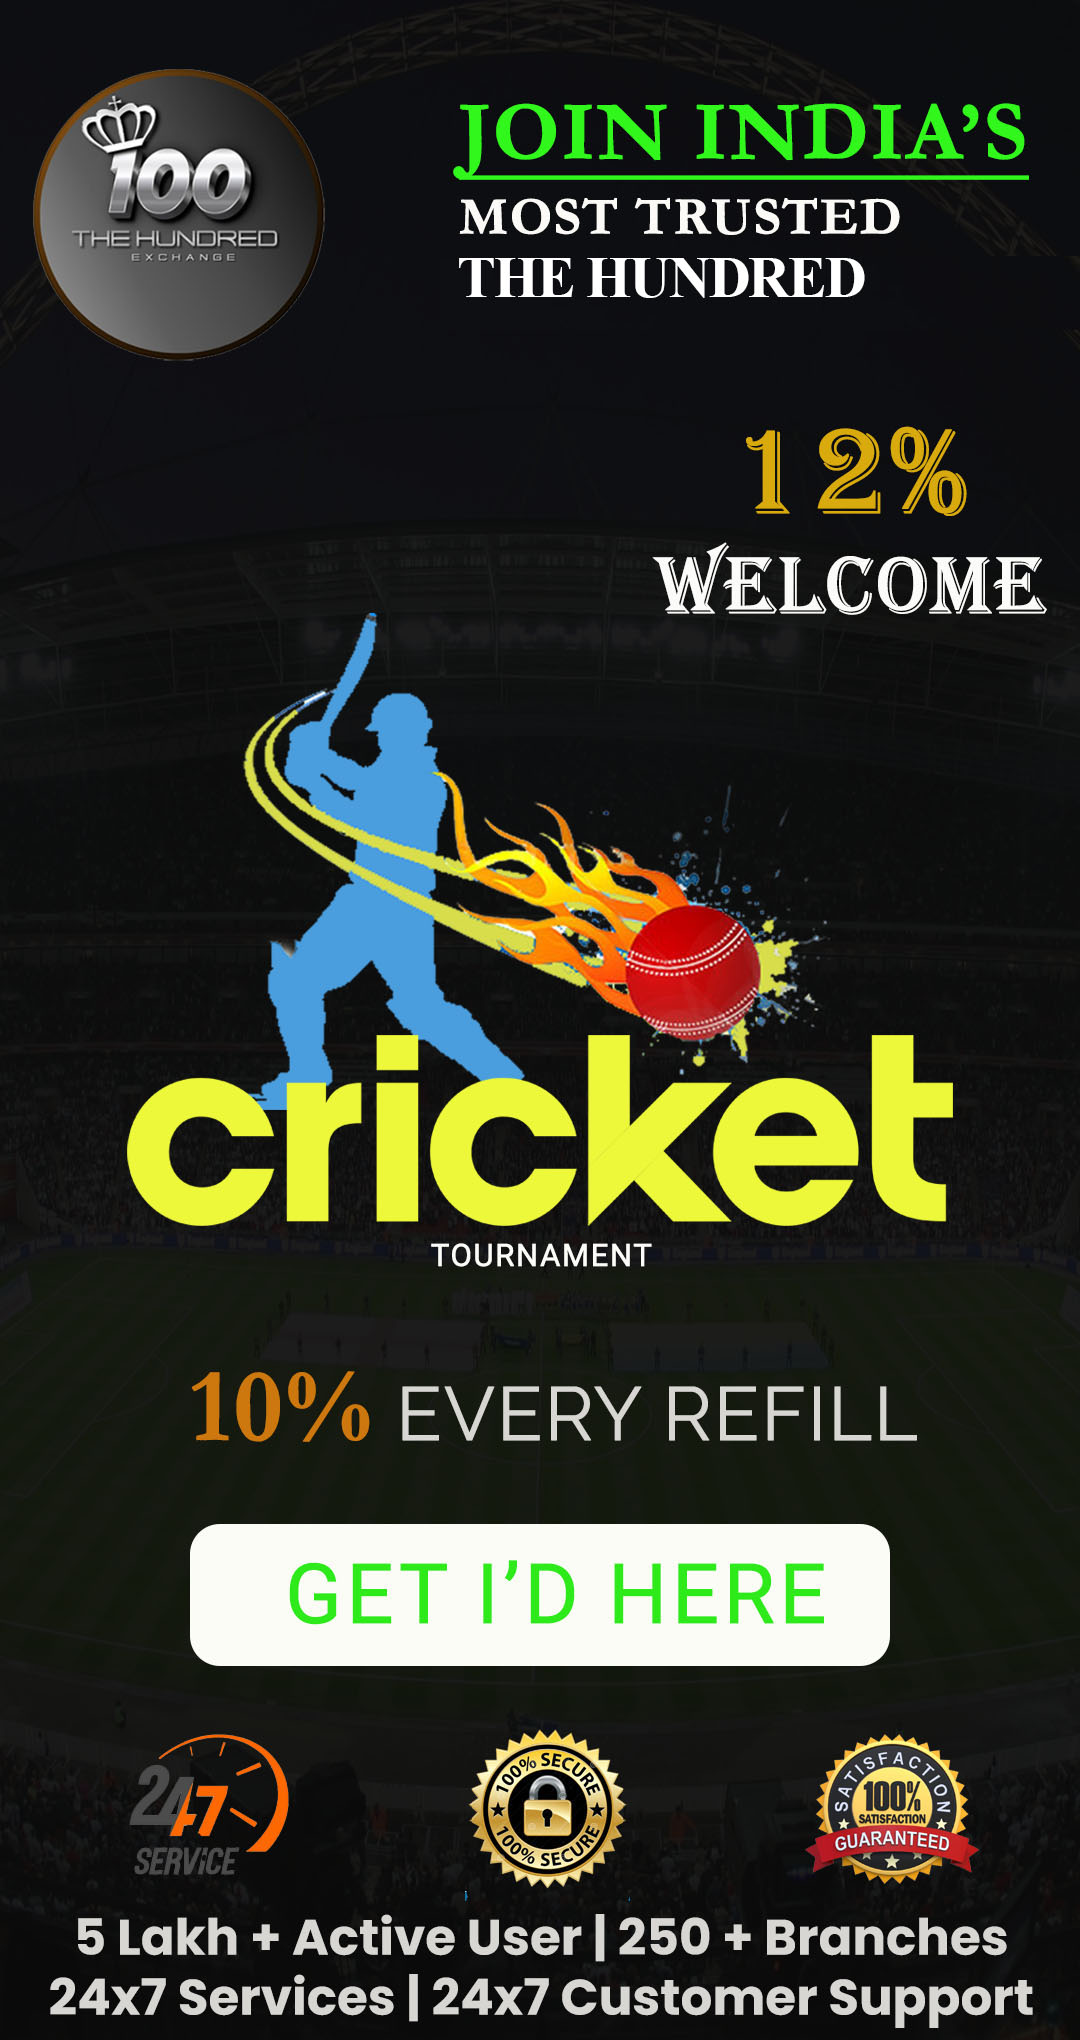 100
THE HUNDRED
EXCHANGE
JOIN INDIA'S
MOST TRUSTED
THE HUNDRED
12%
WELCOME
cricket
TOURNAMENT
10% EVERY REFILL
GET I'D HERE
24/7
SERVICE
100% SECURE
100% SECURE
SATISFACTION
100%
SATISFACTION
GUARANTEED
5 Lakh + Active User | 250 + Branches
24x7 Services | 24x7 Customer Support